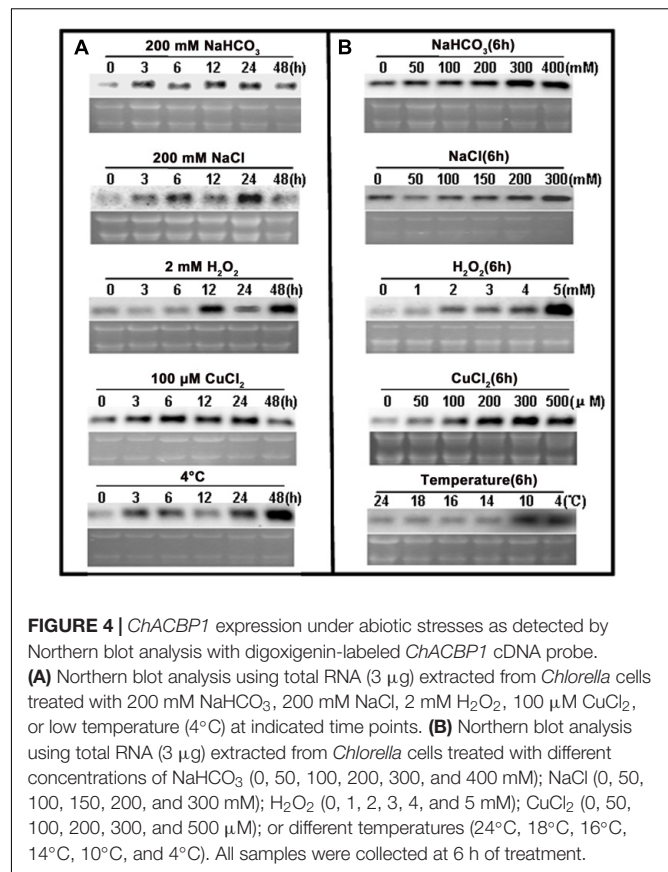 A
200 mM NaHCO₃
0 3 6 12 24 48(h)
200 mM NaCl
0 3 6 12 24 48(h)
2 mM H₂O₂
0 3 6 12 24 48(h)
100 µM CuCl₂
0 3 6 12 24 48(h)
4°C
0 3 6 12 24 48(h)
B
NaHCO₃(6h)
0 50 100 200 300 400(mM)
NaCl(6h)
0 50 100 150 200 300(mM)
H₂O₂(6h)
0 1 2 3 4 5(mM)
CuCl₂(6h)
0 50 100 200 300 500(µ M)
Temperature(6h)
24 18 16 14 10 4(℃)
FIGURE 4 | ChACBP1 expression under abiotic stresses as detected by
Northern blot analysis with digoxigenin-labeled ChACBP1 cDNA probe.
(A) Northern blot analysis using total RNA (3 µg) extracted from Chlorella cells
treated with 200 mM NaHCO₃, 200 mM NaCl, 2 mM H₂O₂, 100 µM CuCl₂,
or low temperature (4°C) at indicated time points. (B) Northern blot analysis
using total RNA (3 µg) extracted from Chlorella cells treated with different
concentrations of NaHCO₃ (0, 50, 100, 200, 300, and 400 mM); NaCl (0, 50,
100, 150, 200, and 300 mM); H₂O₂ (0, 1, 2, 3, 4, and 5 mM); CuCl₂ (0, 50,
100, 200, 300, and 500 µM); or different temperatures (24°C, 18°C, 16°C,
14°C, 10°C, and 4°C). All samples were collected at 6 h of treatment.